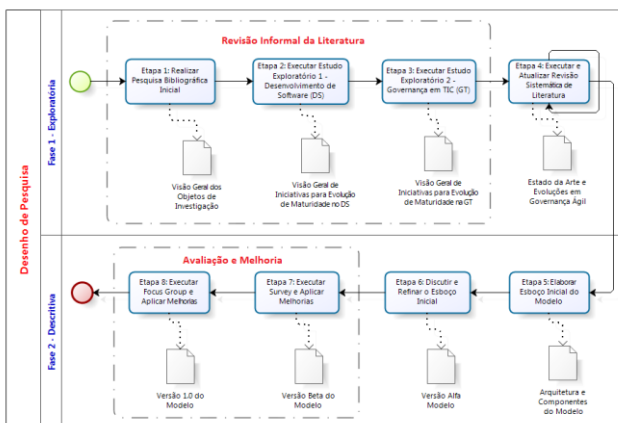 Desenho de Pesquisa
Fase 1 - Exploratória
Revisão Informal da Literatura
Etapa 1: Realizar
Pesquisa Bibliográfica
Inicial
Etapa 2: Executar Estudo
Exploratório 1 -
Desenvolvimento de
Software (DS)
Etapa 3: Executar Estudo
Exploratório 2 -
Governança em TIC (GT)
Etapa 4: Executar e
Atualizar Revisão
Sistemática de
Literatura
Visão Geral dos
Objetos de
Investigação
Visão Geral de
Iniciativas para Evolução
de Maturidade no DS
Visão Geral de
Iniciativas para Evolução
de Maturidade na GT
Estado da Arte e
Evoluções em
Governança Ágil
Fase 2 - Descritiva
Avaliação e Melhoria
Etapa 8: Executar
Focus Group e
Aplicar Melhorias
Etapa 7: Executar
Survey e Aplicar
Melhorias
Etapa 6: Discutir e
Refinar o Esboço
Inicial
Etapa 5: Elaborar
Esboço Inicial do
Modelo
Versão 1.0 do
Modelo
Versão Beta do
Modelo
Versão Alfa
Modelo
Arquitetura e
Componentes
do Modelo